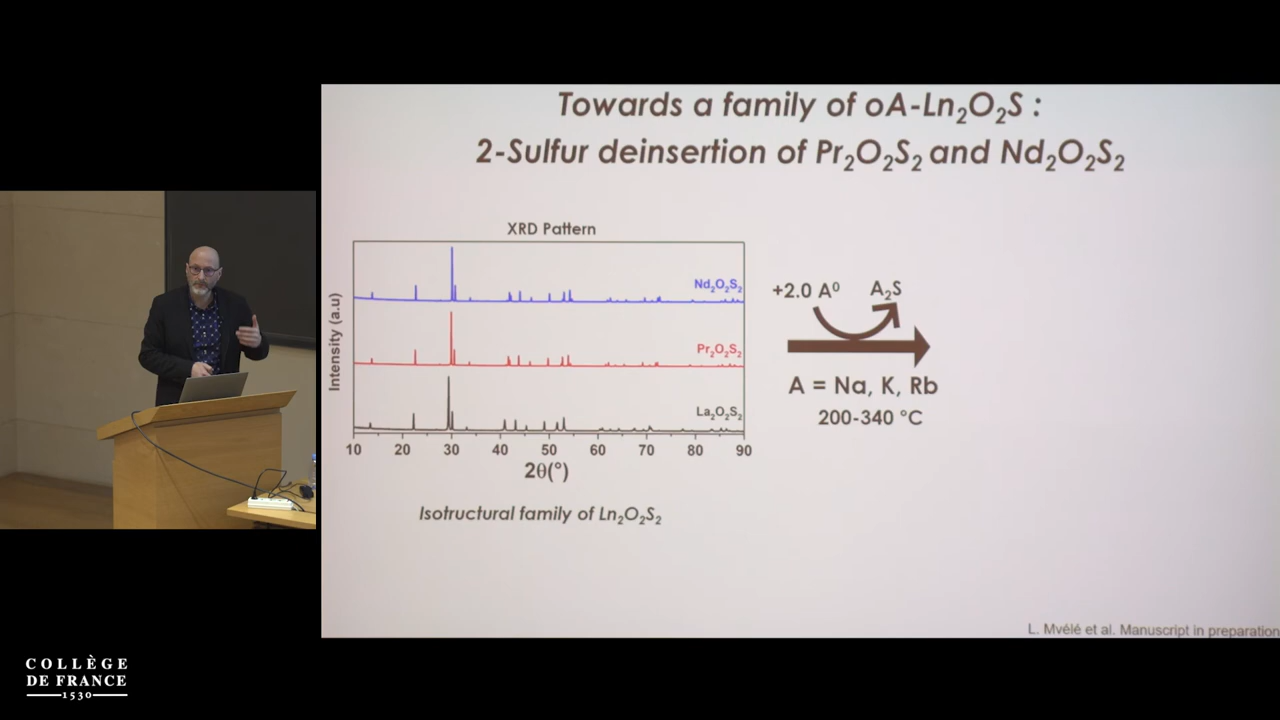 Towards a family of oA-Ln₂O₂S :
2-Sulfur deinsertion of Pr₂O₂S₂ and Nd₂O₂S₂
XRD Pattern
Intensity (a.u)
Nd₂O₂S₂
Pr₂O₂S₂
La₂O₂S₂
10 20 30 40 50 60 70 80 90
2θ(°)
Isotructural family of Ln₂O₂S₂
+2.0 A⁰ A₂S
A = Na, K, Rb
200-340 °C
L. Mvélé et al. Manuscript in preparation
COLLÈGE
DE FRANCE
1530